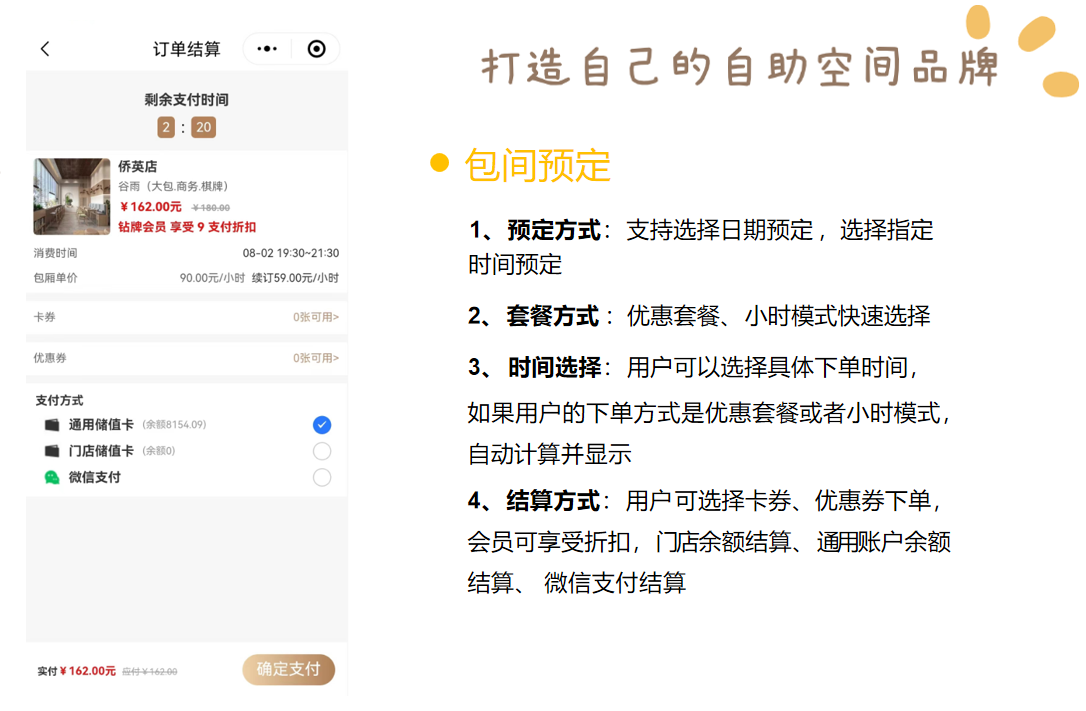 订单结算
剩余支付时间
2 : 20
侨英店
谷雨（大包.商务.棋牌）
￥162.00元 ￥180.00
钻牌会员 享受 9 支付折扣
消费时间 08-02 19:30~21:30
包厢单价 90.00元/小时 续订59.00元/小时
卡券 0张可用>
优惠券 0张可用>
支付方式
通用储值卡 (余额8154.09)
门店储值卡 (余额0)
微信支付
实付￥162.00元 应付￥162.00
确定支付
打造自己的自助空间品牌
包间预定
1、预定方式：支持选择日期预定，选择指定
时间预定
2、套餐方式：优惠套餐、小时模式快速选择
3、时间选择：用户可以选择具体下单时间，
如果用户的下单方式是优惠套餐或者小时模式，
自动计算并显示
4、结算方式：用户可选择卡券、优惠券下单，
会员可享受折扣，门店余额结算、通用账户余额
结算、 微信支付结算